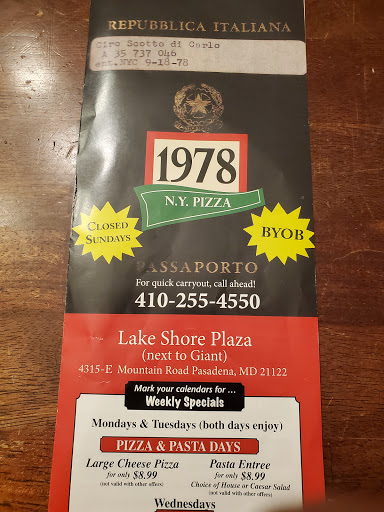 REPUBBLICA ITALIANA
Ciro Scotto di Carlo
A 35 737 046
ent.NYC 9-18-78
1978
N.Y. PIZZA
CLOSED
SUNDAYS
BYOB
PASSAPORTO
For quick carryout, call ahead!
410-255-4550
Lake Shore Plaza
(next to Giant)
4315-E Mountain Road Pasadena, MD 21122
Mark your calendars for ...
Weekly Specials
Mondays & Tuesdays (both days enjoy)
PIZZA & PASTA DAYS
Large Cheese Pizza
for only $8.99
(not valid with other offers)
Pasta Entree
for only $8.99
Choice of House or Caesar Salad
(not valid with other offers)
Wednesdays